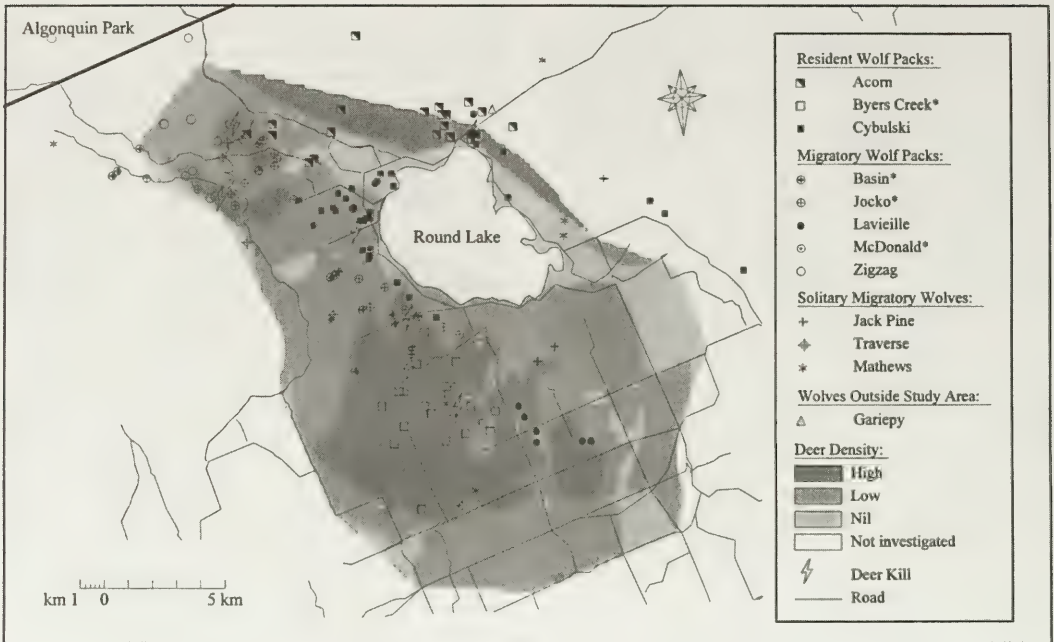 Algonquin Park
Round Lake
km 1 0 5 km
Resident Wolf Packs:
Acorn
Byers Creek*
Cybulski
Migratory Wolf Packs:
Basin*
Jocko*
Lavieille
McDonald*
Zigzag
Solitary Migratory Wolves:
Jack Pine
Traverse
Mathews
Wolves Outside Study Area:
Gariepy
Deer Density:
High
Low
Nil
Not investigated
Deer Kill
Road